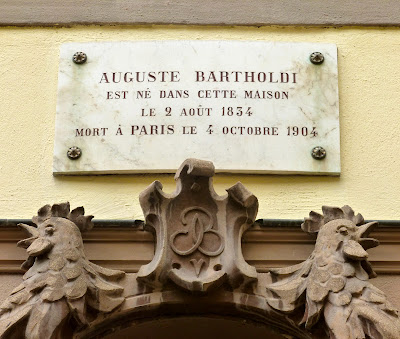 AUGUSTE BARTHOLDI
EST NÉ DANS CETTE MAISON
LE 2 AOÛT 1834
MORT À PARIS LE 4 OCTOBRE 1904